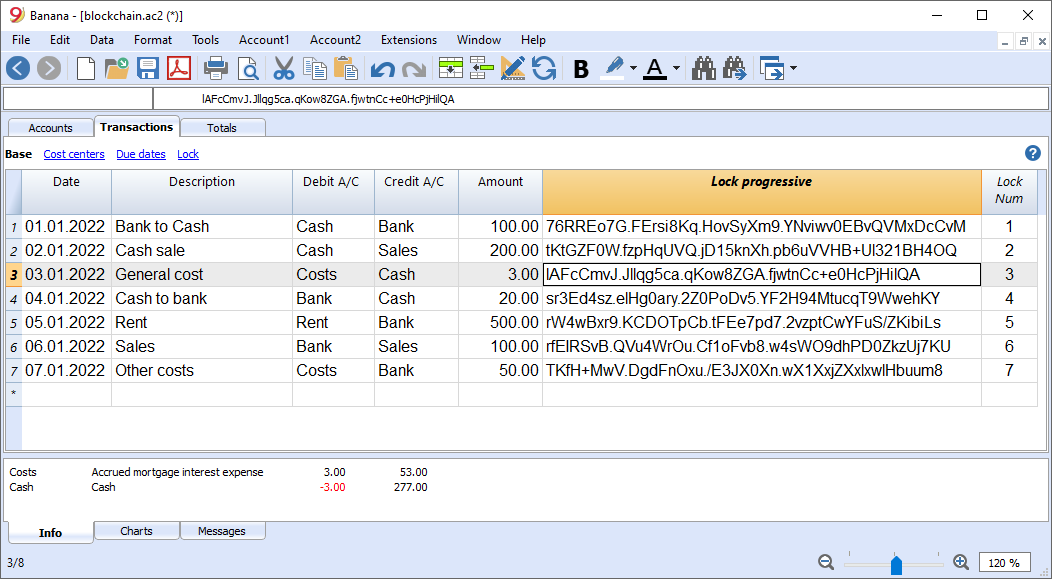 Banana - [blockchain.ac2 (*)]
File Edit Data Format Tools Account1 Account2 Extensions Window Help
B A
lAFcCmvJ.Jllqg5ca.qKow8ZGA.fjwtnCc+e0HcPjHilQA
Accounts Transactions Totals
Base Cost centers Due dates Lock
Date Description Debit A/C Credit A/C Amount Lock progressive Lock Num
1 01.01.2022 Bank to Cash Cash Bank 100.00 76RREo7G.FErsi8Kq.HovSyXm9.YNviwv0EBvQVMxDcCvM 1
2 02.01.2022 Cash sale Cash Sales 200.00 tKtGZF0W.fzpHqUVQ.jD15knXh.pb6uVVHB+Ul321BH4OQ 2
3 03.01.2022 General cost Costs Cash 3.00 lAFcCmvJ.Jllqg5ca.qKow8ZGA.fjwtnCc+e0HcPjHilQA 3
4 04.01.2022 Cash to bank Bank Cash 20.00 sr3Ed4sz.elHg0ary.2Z0PoDv5.YF2H94MtucqT9WwehKY 4
5 05.01.2022 Rent Rent Bank 500.00 rW4wBxr9.KCDOTpCb.tFEe7pd7.2vzptCwYFuS/ZKibiLs 5
6 06.01.2022 Sales Bank Sales 100.00 rfElRSvB.QVu4WrOu.Cf1oFvb8.w4sWO9dhPD0ZkzUj7KU 6
7 07.01.2022 Other costs Costs Bank 50.00 TKfH+MwV.DgdFnOxu./E3JX0Xn.wX1XxjZXxlxwlHbuum8 7
*
Costs Accrued mortgage interest expense 3.00 53.00
Cash Cash -3.00 277.00
Info Charts Messages
3/8 120 %